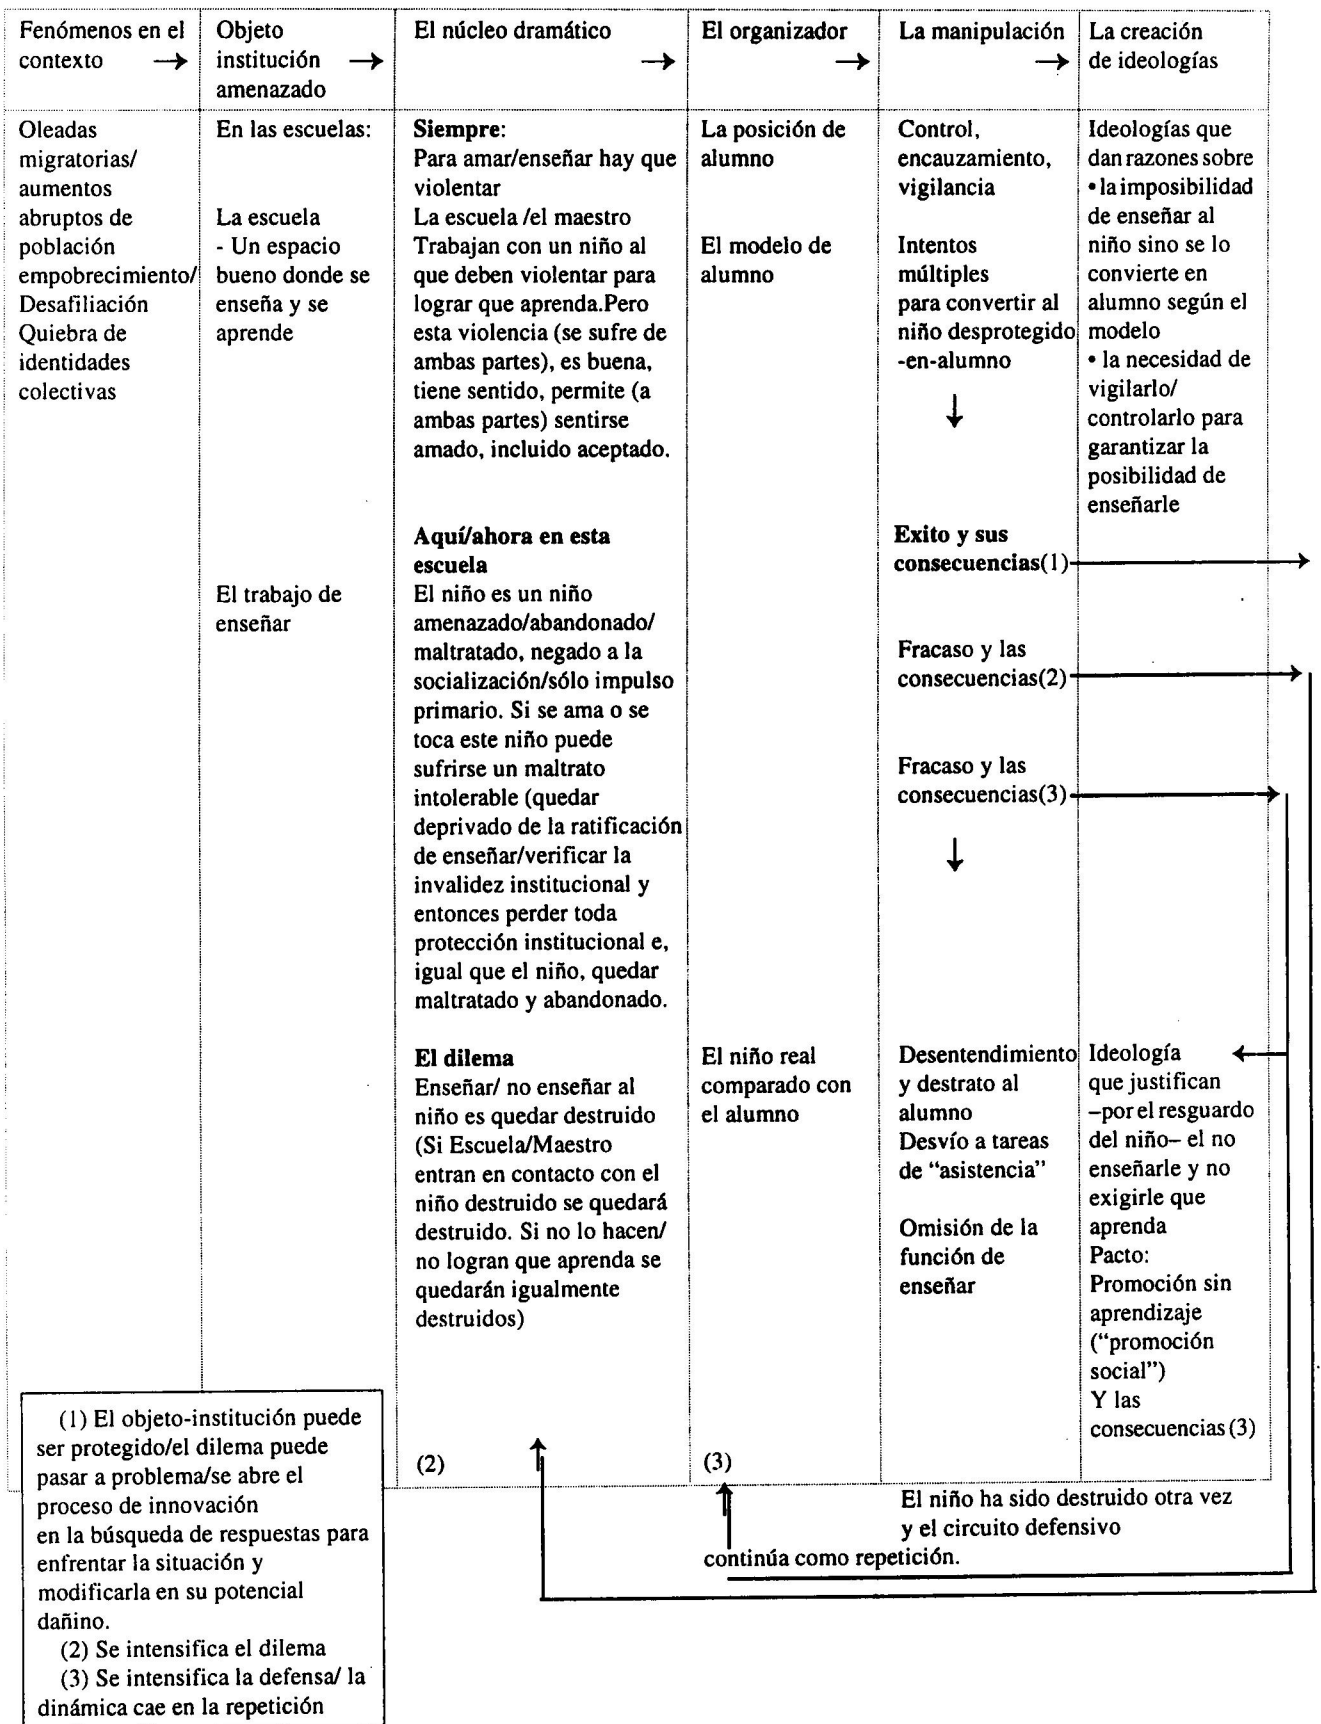 Fenómenos en el
contexto →
Objeto
institución →
amenazado
El núcleo dramático
→
El organizador
→
La manipulación
→
La creación
de ideologías
Oleadas
migratorias/
aumentos
abruptos de
población
empobrecimiento/
Desafiliación
Quiebra de
identidades
colectivas
En las escuelas:
La escuela
- Un espacio
bueno donde se
enseña y se
aprende
El trabajo de
enseñar
Siempre:
Para amar/enseñar hay que
violentar
La escuela /el maestro
Trabajan con un niño al
que deben violentar para
lograr que aprenda.Pero
esta violencia (se sufre de
ambas partes), es buena,
tiene sentido, permite (a
ambas partes) sentirse
amado, incluido aceptado.
Aquí/ahora en esta
escuela
El niño es un niño
amenazado/abandonado/
maltratado, negado a la
socialización/sólo impulso
primario. Si se ama o se
toca este niño puede
sufrirse un maltrato
intolerable (quedar
deprivado de la ratificación
de enseñar/verificar la
invalidez institucional y
entonces perder toda
protección institucional e,
igual que el niño, quedar
maltratado y abandonado.
El dilema
Enseñar/ no enseñar al
niño es quedar destruido
(Si Escuela/Maestro
entran en contacto con el
niño destruido se quedará
destruido. Si no lo hacen/
no logran que aprenda se
quedarán igualmente
destruidos)
(2)
La posición de
alumno
El modelo de
alumno
El niño real
comparado con
el alumno
(3)
Control,
encauzamiento,
vigilancia
Intentos
múltiples
para convertir al
niño desprotegido
-en-alumno
Exito y sus
consecuencias(1)
Fracaso y las
consecuencias(2)
Fracaso y las
consecuencias(3)
Desentendimiento
y destrato al
alumno
Desvío a tareas
de “asistencia”
Omisión de la
función de
enseñar
Ideologías que
dan razones sobre
• la imposibilidad
de enseñar al
niño sino se lo
convierte en
alumno según el
modelo
• la necesidad de
vigilarlo/
controlarlo para
garantizar la
posibilidad de
enseñarle
Ideología
que justifican
–por el resguardo
del niño– el no
enseñarle y no
exigirle que
aprenda
Pacto:
Promoción sin
aprendizaje
(“promoción
social”)
Y las
consecuencias (3)
El niño ha sido destruido otra vez
y el circuito defensivo
continúa como repetición.
(1) El objeto-institución puede
ser protegido/el dilema puede
pasar a problema/se abre el
proceso de innovación
en la búsqueda de respuestas para
enfrentar la situación y
modificarla en su potencial
dañino.
(2) Se intensifica el dilema
(3) Se intensifica la defensa/ la
dinámica cae en la repetición